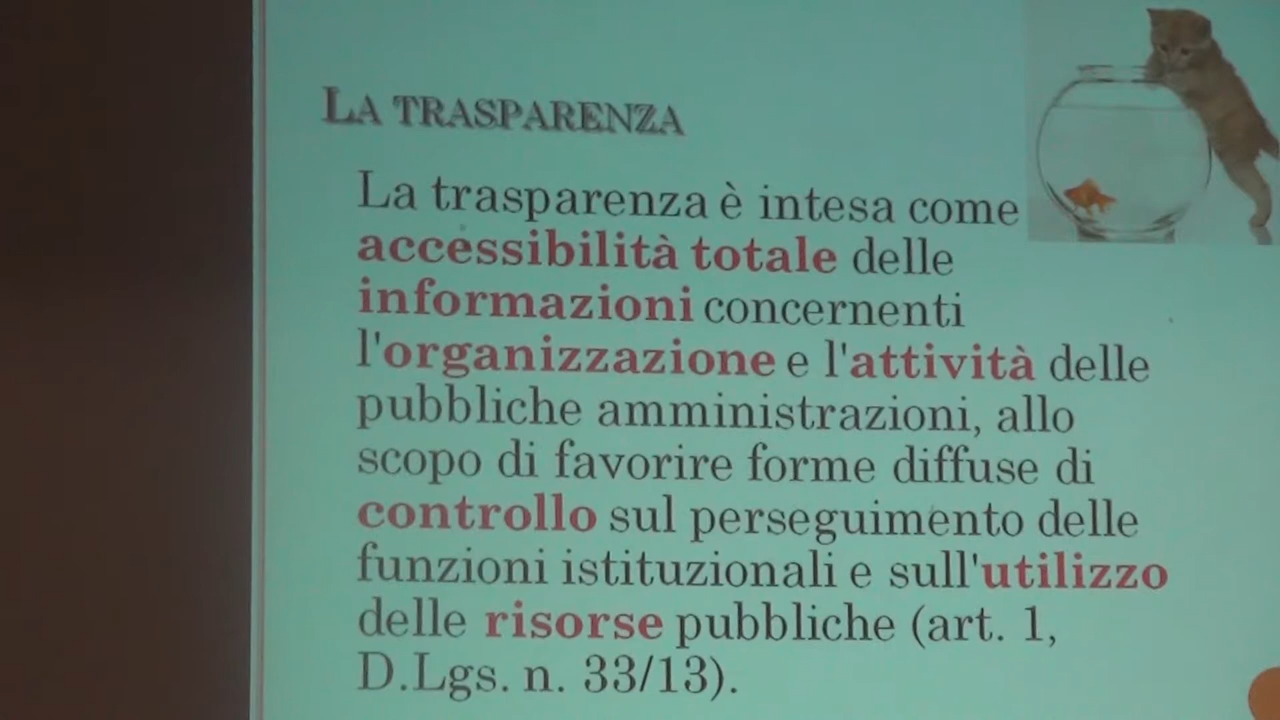 LA TRASPARENZA
La trasparenza è intesa come
accessibilità totale delle
informazioni concernenti
l'organizzazione e l'attività delle
pubbliche amministrazioni, allo
scopo di favorire forme diffuse di
controllo sul perseguimento delle
funzioni istituzionali e sull'utilizzo
delle risorse pubbliche (art. 1,
D.Lgs. n. 33/13).